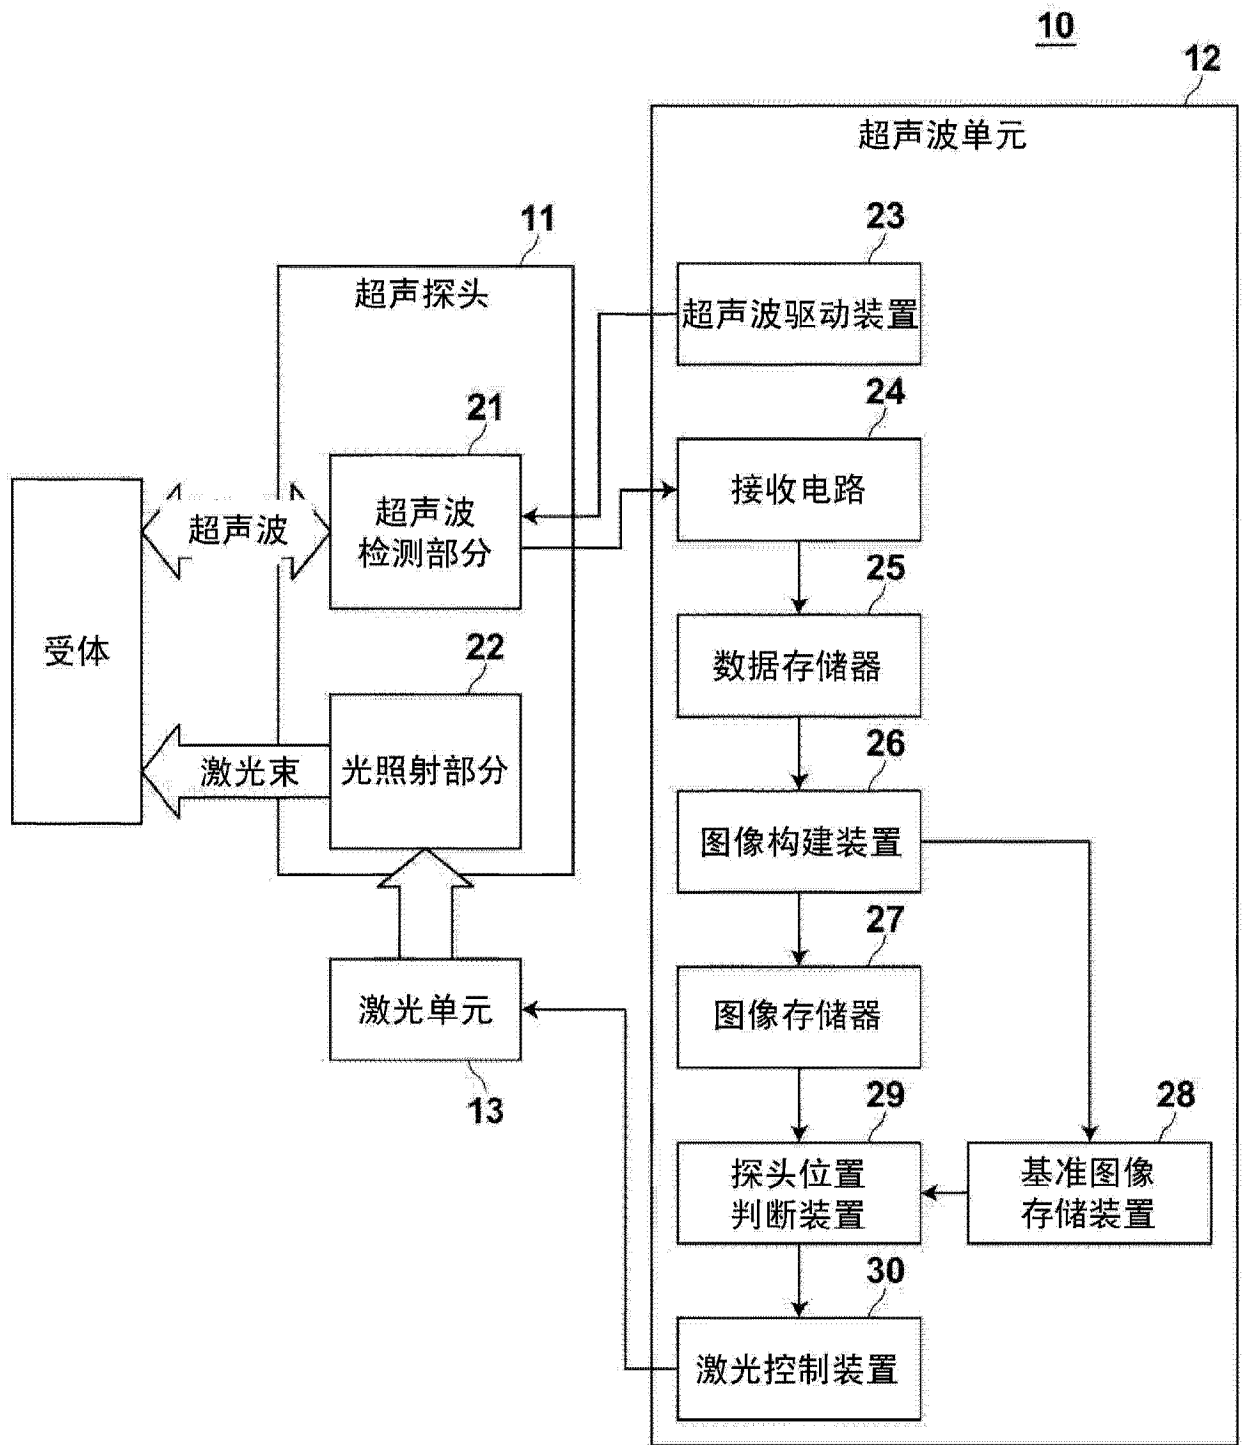 10
12
超声波单元
11
超声探头
23
超声波驱动装置
24
接收电路
21
超声波
检测部分
超声波
受体
25
数据存储器
22
光照射部分
激光束
26
图像构建装置
27
图像存储器
激光单元
13
29
探头位置
判断装置
28
基准图像
存储装置
30
激光控制装置